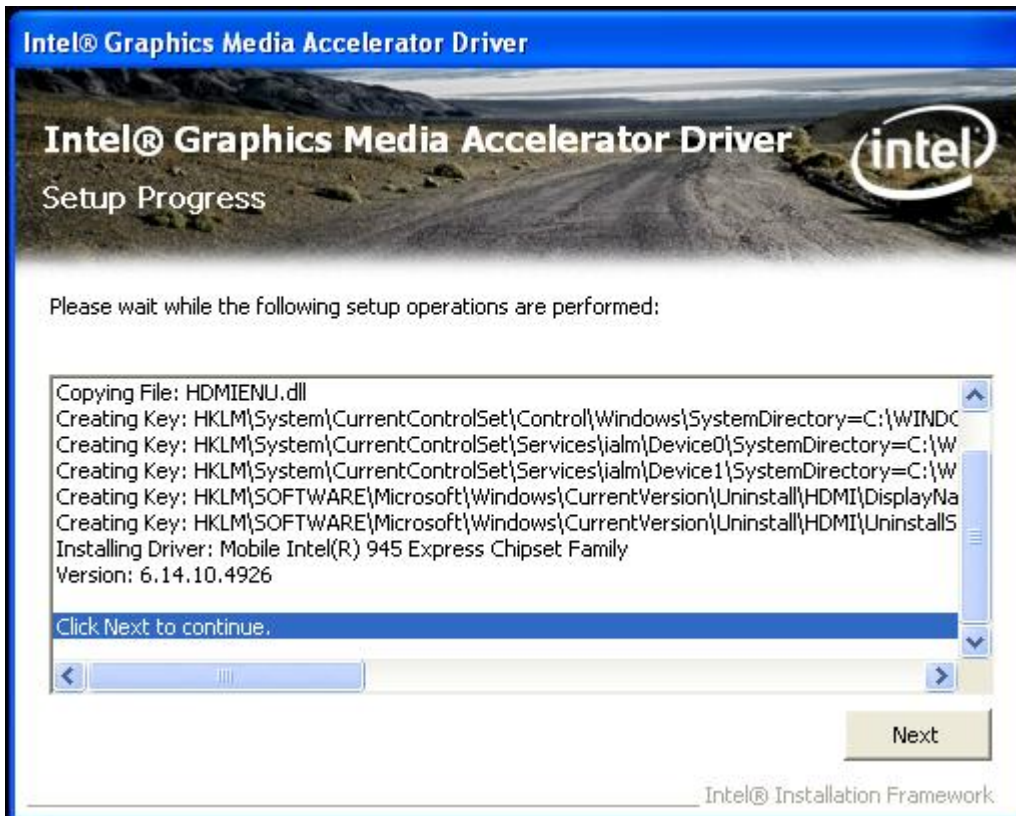 Intel® Graphics Media Accelerator Driver
Intel® Graphics Media Accelerator Driver
intel
Setup Progress
Please wait while the following setup operations are performed:
Copying File: HDMIENU.dll
Creating Key: HKLM\System\CurrentControlSet\Control\Windows\SystemDirectory=C:\WINDO
Creating Key: HKLM\System\CurrentControlSet\Services\ialm\Device0\SystemDirectory=C:\W
Creating Key: HKLM\System\CurrentControlSet\Services\ialm\Device1\SystemDirectory=C:\W
Creating Key: HKLM\SOFTWARE\Microsoft\Windows\CurrentVersion\Uninstall\HDMI\DisplayNa
Creating Key: HKLM\SOFTWARE\Microsoft\Windows\CurrentVersion\Uninstall\HDMI\UninstallS
Installing Driver: Mobile Intel(R) 945 Express Chipset Family
Version: 6.14.10.4926
Click Next to continue.
Next
Intel® Installation Framework